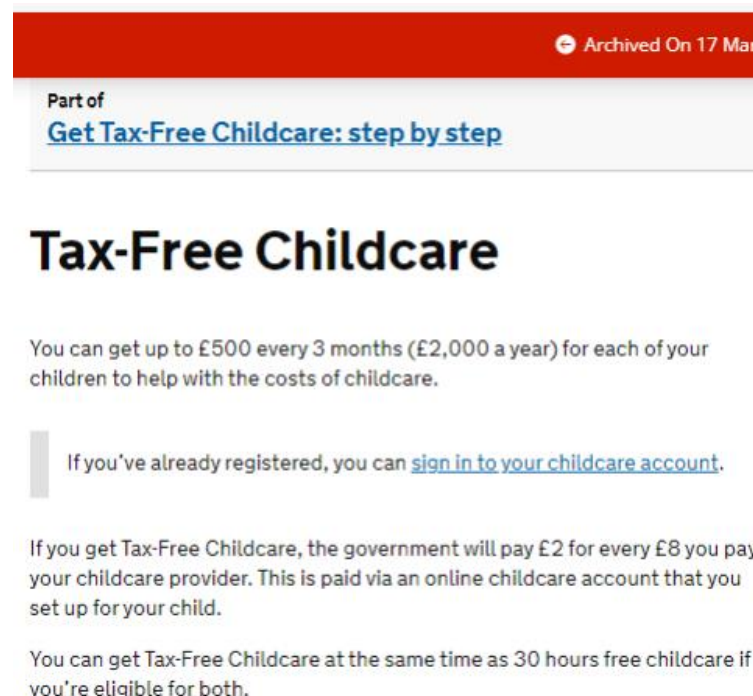 Archived On 17 Mar
Part of
Get Tax-Free Childcare: step by step
Tax-Free Childcare
You can get up to £500 every 3 months (£2,000 a year) for each of your
children to help with the costs of childcare.
If you've already registered, you can sign in to your childcare account.
If you get Tax-Free Childcare, the government will pay £2 for every £8 you pay
your childcare provider. This is paid via an online childcare account that you
set up for your child.
You can get Tax-Free Childcare at the same time as 30 hours free childcare if
you're eligible for both.